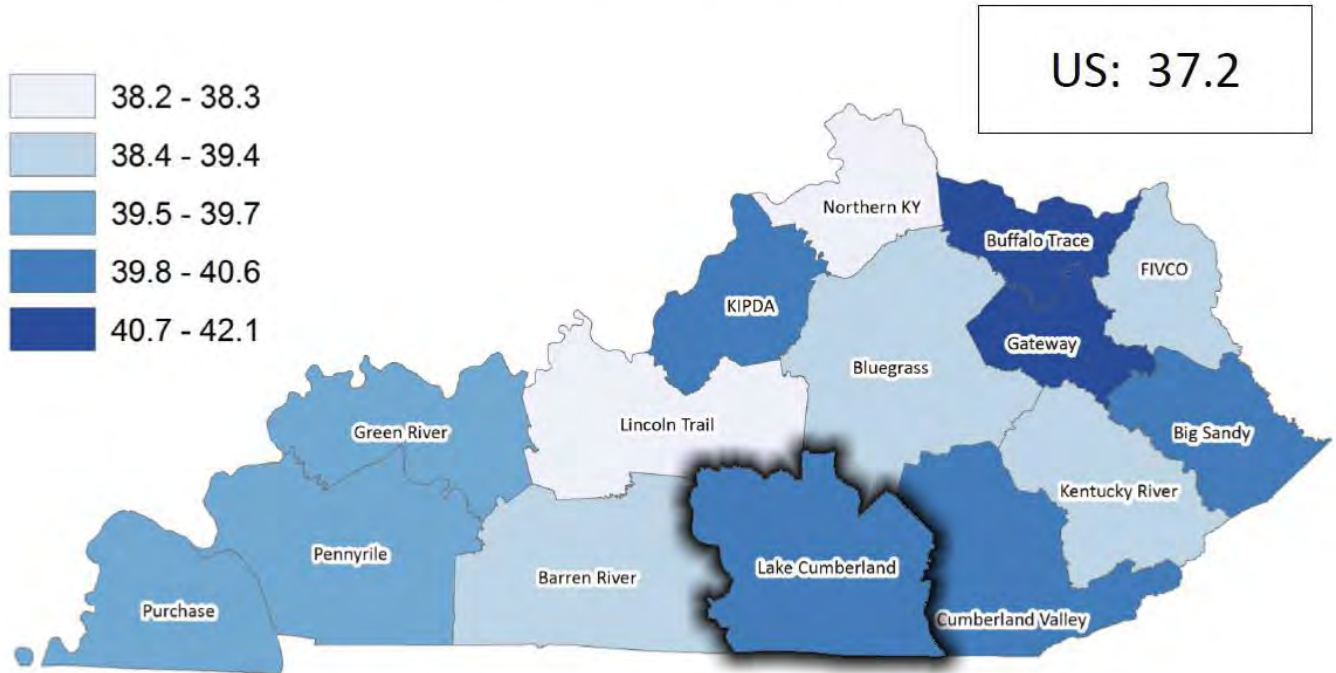 US: 37.2
38.2 - 38.3
38.4 - 39.4
39.5 - 39.7
39.8 - 40.6
40.7 - 42.1
Northern KY
Buffalo Trace
FIVCO
KIPDA
Gateway
Bluegrass
Lincoln Trail
Green River
Big Sandy
Kentucky River
Pennyrile
Lake Cumberland
Barren River
Purchase
Cumberland Valley